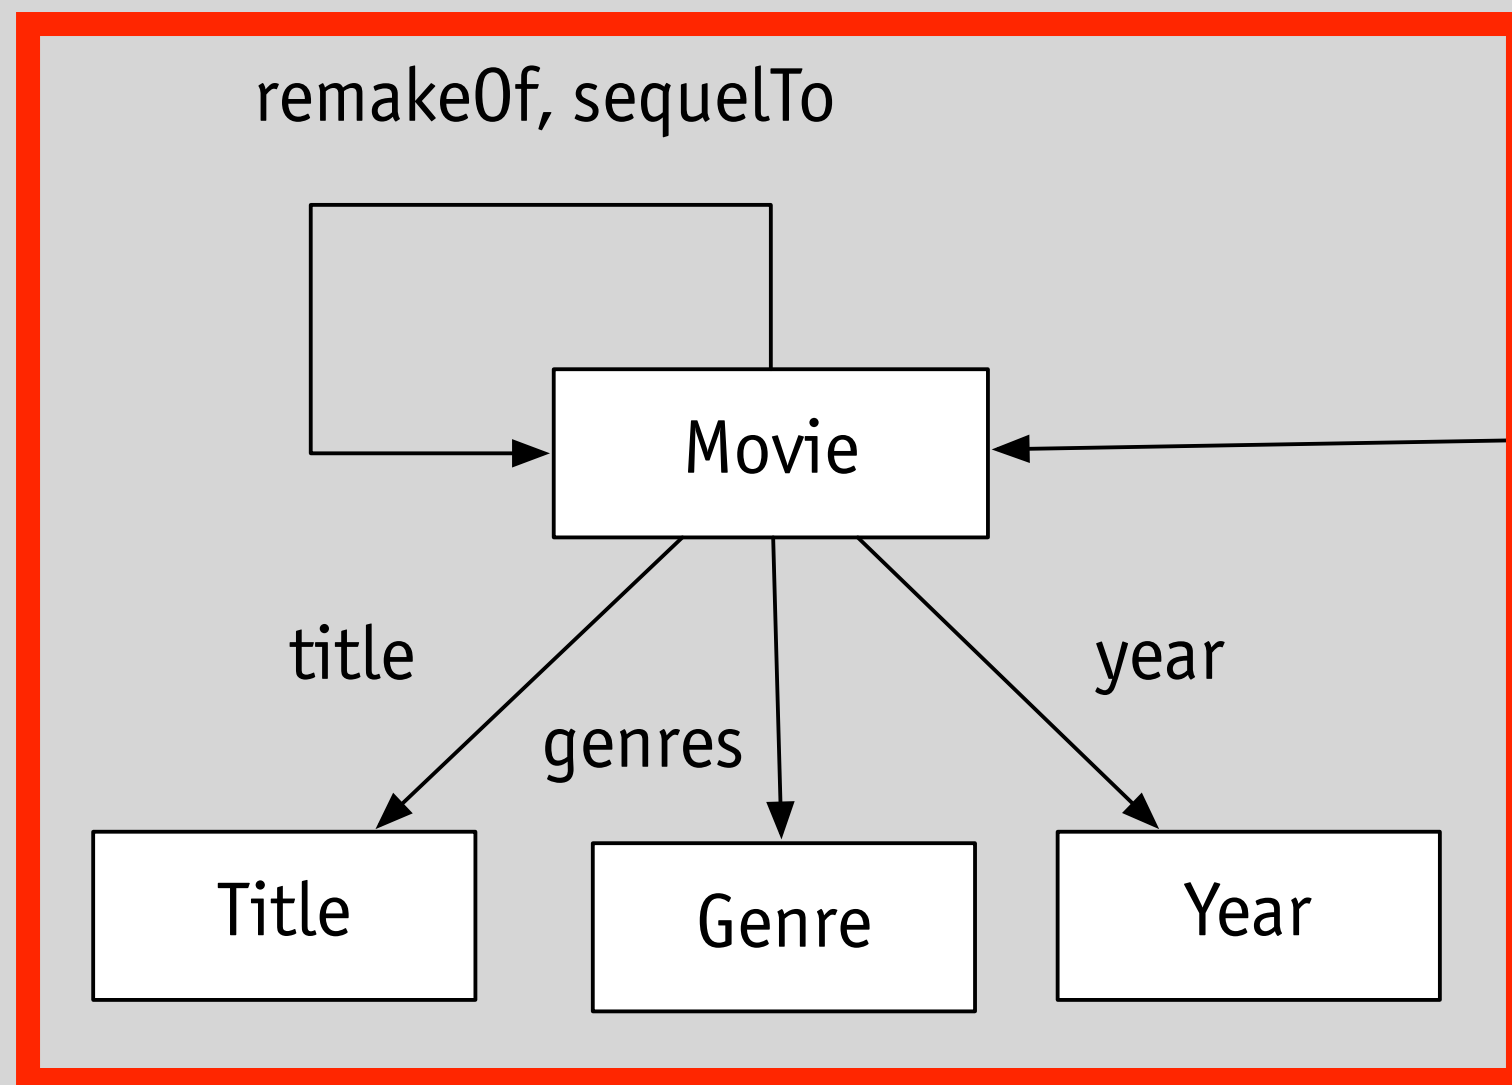 remakeOf, sequelTo
Movie
title
year
genres
Title
Genre
Year